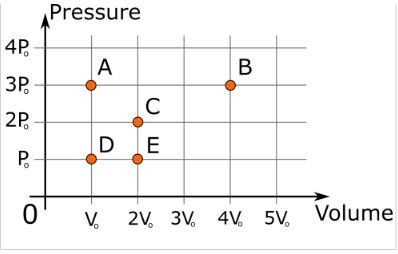 Pressure
4P₀
A
B
3P₀
C
2P₀
D
E
P₀
0
V₀
2V₀
3V₀
4V₀
5V₀
Volume